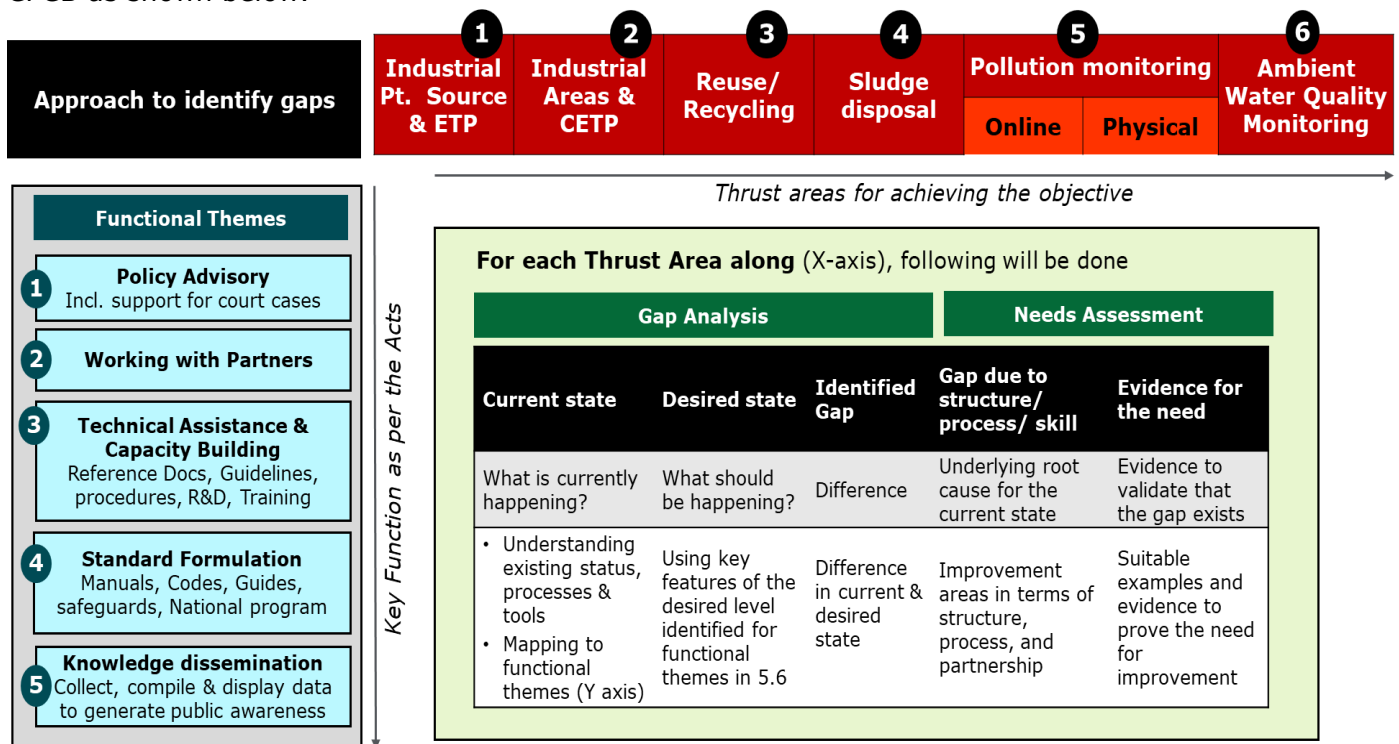 CPCB as shown below:
Approach to identify gaps
1
Industrial
Pt. Source
& ETP
2
Industrial
Areas &
CETP
3
Reuse/
Recycling
4
Sludge
disposal
5
Pollution monitoring
Online
Physical
6
Ambient
Water Quality
Monitoring
Thrust areas for achieving the objective
Key Function as per the Acts
Functional Themes
1
Policy Advisory
Incl. support for court cases
2
Working with Partners
3
Technical Assistance &
Capacity Building
Reference Docs, Guidelines,
procedures, R&D, Training
4
Standard Formulation
Manuals, Codes, Guides,
safeguards, National program
5
Knowledge dissemination
Collect, compile & display data
to generate public awareness
For each Thrust Area along (X-axis), following will be done
Gap Analysis
Needs Assessment
Current state
Desired state
Identified
Gap
Gap due to
structure/
process/ skill
Evidence for
the need
What is currently
happening?
What should
be happening?
Difference
Underlying root
cause for the
current state
Evidence to
validate that
the gap exists
• Understanding
existing status,
processes &
tools
• Mapping to
functional
themes (Y axis)
Using key
features of the
desired level
identified for
functional
themes in 5.6
Difference
in current &
desired
state
Improvement
areas in terms of
structure,
process, and
partnership
Suitable
examples and
evidence to
prove the need
for
improvement